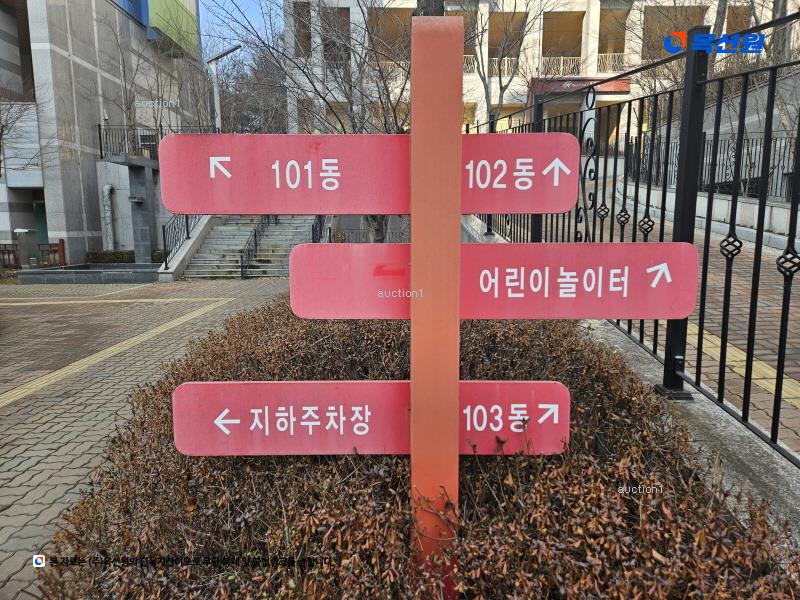 옥션원
auction1
101동
102동
어린이놀이터
auction1
지하주차장
103동
auction1